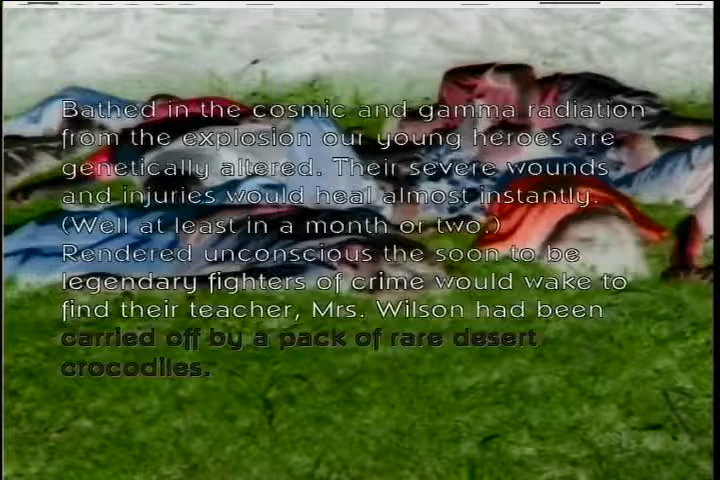 Bathed in the cosmic and gamma radiation
from the explosion our young heroes are
genetically altered. Their severe wounds
and injuries would heal almost instantly.
(Well at least in a month or two.)
Rendered unconscious the soon to be
legendary fighters of crime would wake to
find their teacher, Mrs. Wilson had been
carried off by a pack of rare desert
crocodiles.